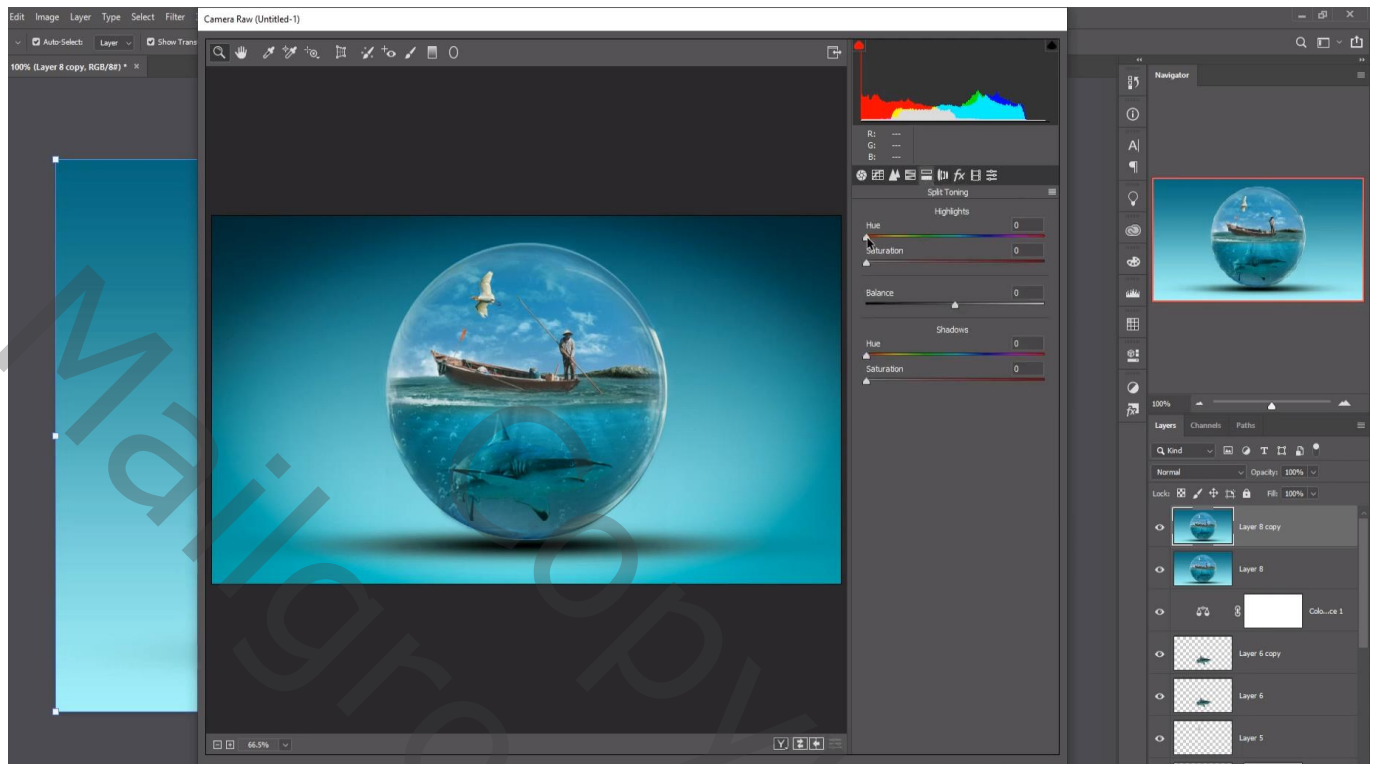 Edit Image Layer Type Select Filter
Camera Raw (Untitled-1)
Auto-Select: Layer Show Trans
100% (Layer 8 copy, RGB/8#) * ×
Navigator
R: ---
G: ---
B: ---
Split Toning
Highlights
Hue 0
Saturation 0
Balance 0
Shadows
Hue 0
Saturation 0
66.5%
Y
fx
100%
Layers Channels Paths
Kind
Normal Opacity: 100%
Lock: Fill: 100%
Layer 8 copy
Layer 8
Colo...ce 1
Layer 6 copy
Layer 6
Layer 5